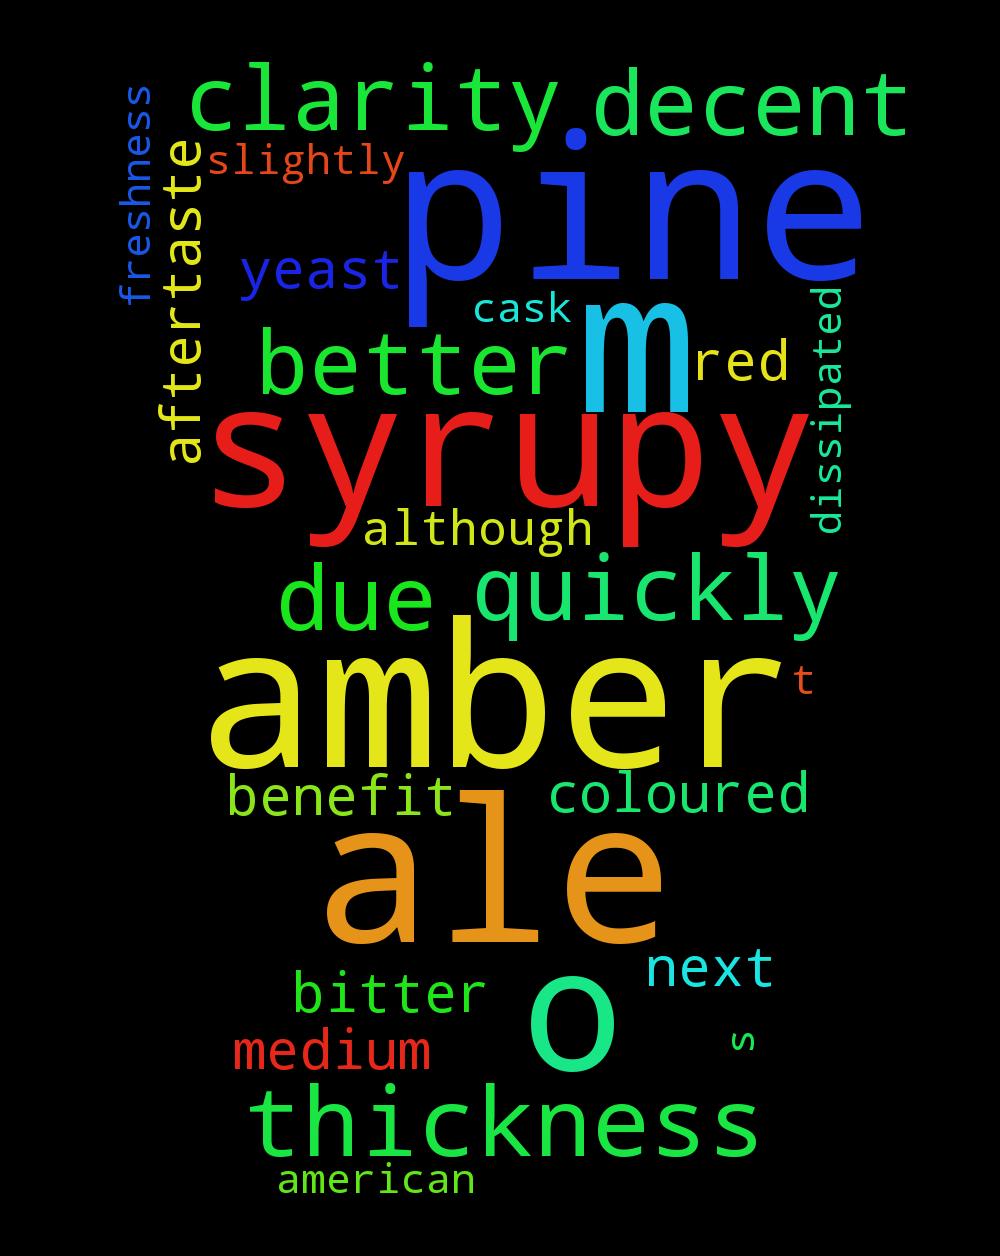 clarity decent
freshness
aftertaste
slightly
pine
yeast
cask
m
better
red
dissipated
syrupy
although
due
quickly
amber
t
benefit
coloured
ale
next
bitter
o
medium
s
thickness
american